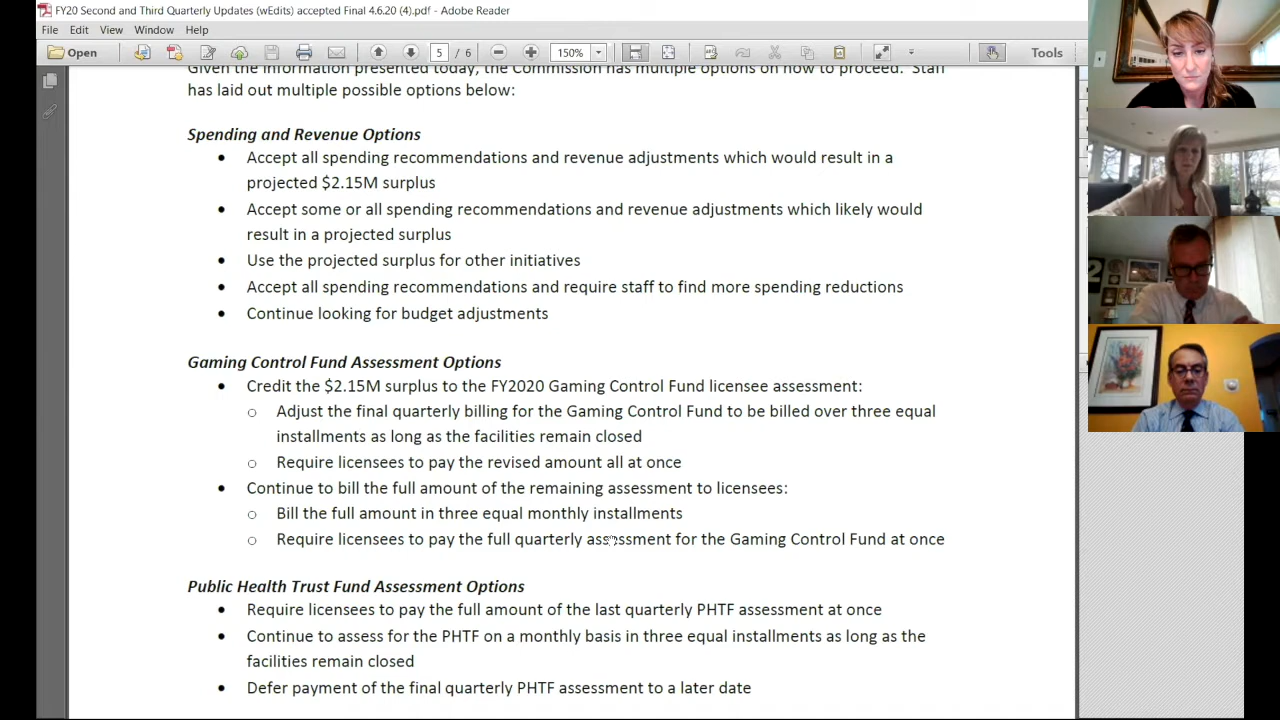 FY20 Second and Third Quarterly Updates (wEdits) accepted Final 4.6.20 (4).pdf - Adobe Reader
File Edit View Window Help
Open 5 / 6 150% Tools
Given the information presented today, the Commission has multiple options on how to proceed. Staff
has laid out multiple possible options below:
Spending and Revenue Options
• Accept all spending recommendations and revenue adjustments which would result in a
projected $2.15M surplus
• Accept some or all spending recommendations and revenue adjustments which likely would
result in a projected surplus
• Use the projected surplus for other initiatives
• Accept all spending recommendations and require staff to find more spending reductions
• Continue looking for budget adjustments
Gaming Control Fund Assessment Options
• Credit the $2.15M surplus to the FY2020 Gaming Control Fund licensee assessment:
○ Adjust the final quarterly billing for the Gaming Control Fund to be billed over three equal
installments as long as the facilities remain closed
○ Require licensees to pay the revised amount all at once
• Continue to bill the full amount of the remaining assessment to licensees:
○ Bill the full amount in three equal monthly installments
○ Require licensees to pay the full quarterly assessment for the Gaming Control Fund at once
Public Health Trust Fund Assessment Options
• Require licensees to pay the full amount of the last quarterly PHTF assessment at once
• Continue to assess for the PHTF on a monthly basis in three equal installments as long as the
facilities remain closed
• Defer payment of the final quarterly PHTF assessment to a later date